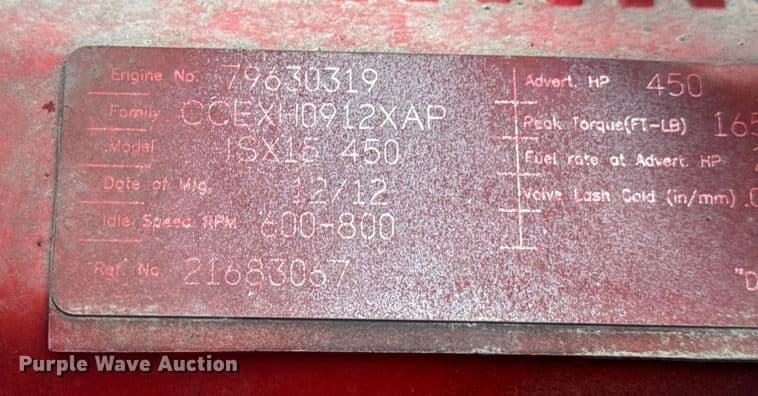 Engine No. 79630319
Family CCEXH0912XAP
Model ISX15 450
Date of Mfg. 12/12
Idle Speed RPM 600-800
Ref. No. 21683067
Advert. HP 450
Peak Torque(FT-LB) 165
Fuel rate at Advert. HP
Valve Lash Cold (in/mm) .0
"D
Purple Wave Auction